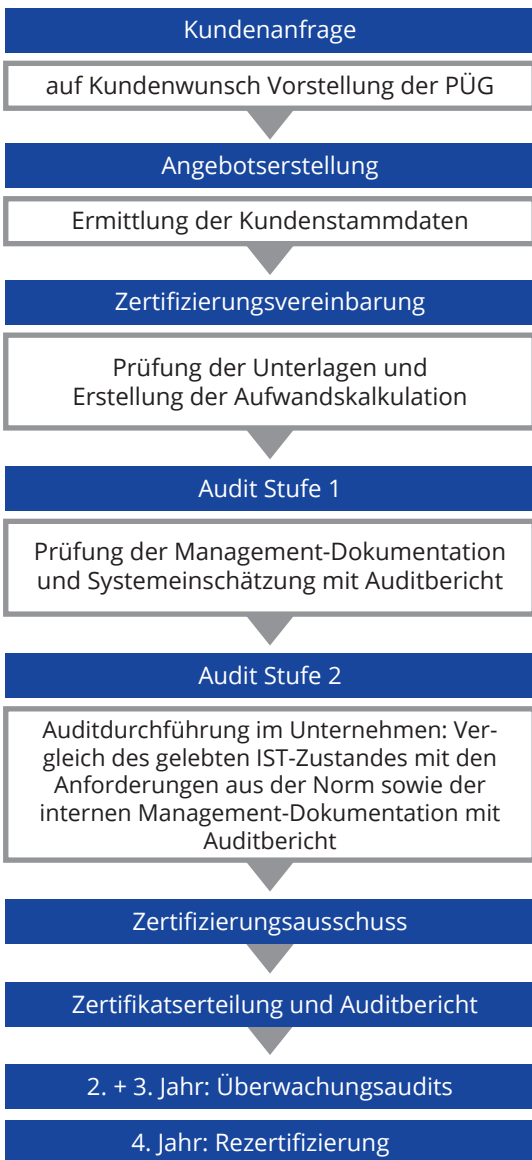 Kundenanfrage
auf Kundenwunsch Vorstellung der PÜG
Angebotserstellung
Ermittlung der Kundenstammdaten
Zertifizierungsvereinbarung
Prüfung der Unterlagen und
Erstellung der Aufwandskalkulation
Audit Stufe 1
Prüfung der Management-Dokumentation
und Systemeinschätzung mit Auditbericht
Audit Stufe 2
Auditdurchführung im Unternehmen: Ver-
gleich des gelebten IST-Zustandes mit den
Anforderungen aus der Norm sowie der
internen Management-Dokumentation mit
Auditbericht
Zertifizierungsausschuss
Zertifikatserteilung und Auditbericht
2. + 3. Jahr: Überwachungsaudits
4. Jahr: Rezertifizierung